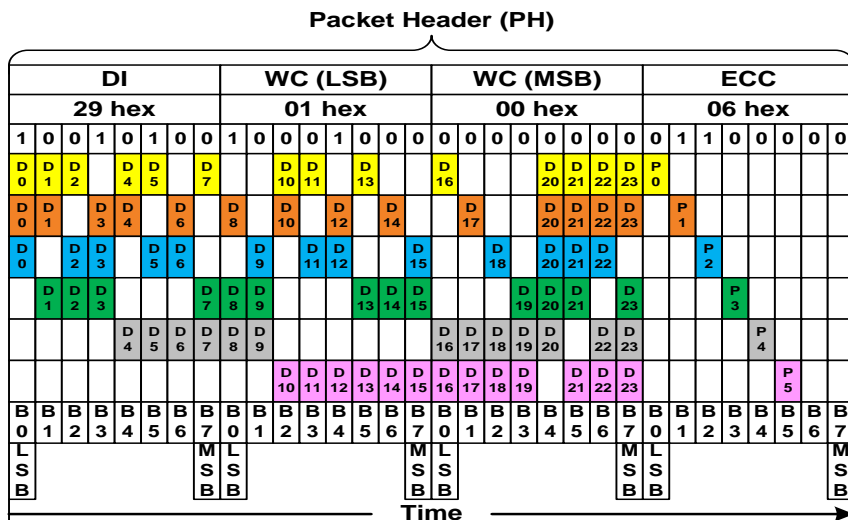 Packet Header (PH)
DI WC (LSB) WC (MSB) ECC
29 hex 01 hex 00 hex 06 hex
1 0 0 1 0 1 0 0 1 0 0 0 1 0 0 0 0 0 0 0 0 0 0 0 0 1 1 0 0 0 0 0
D0 D1 D2 D4 D5 D7 D10 D11 D13 D16 D20 D21 D22 D23 P0
D0 D1 D3 D4 D6 D8 D10 D12 D14 D17 D20 D21 D22 D23 P1
D0 D2 D3 D5 D6 D9 D11 D12 D15 D18 D20 D21 D22 P2
D1 D2 D3 D7 D8 D9 D13 D14 D15 D19 D20 D21 D23 P3
D4 D5 D6 D7 D8 D9 D16 D17 D18 D19 D20 D22 D23 P4
D10 D11 D12 D13 D14 D15 D16 D17 D18 D19 D21 D22 D23 P5
B0 B1 B2 B3 B4 B5 B6 B7 B0 B1 B2 B3 B4 B5 B6 B7 B0 B1 B2 B3 B4 B5 B6 B7 B0 B1 B2 B3 B4 B5 B6 B7
LSB MSB LSB MSB LSB MSB LSB MSB
Time